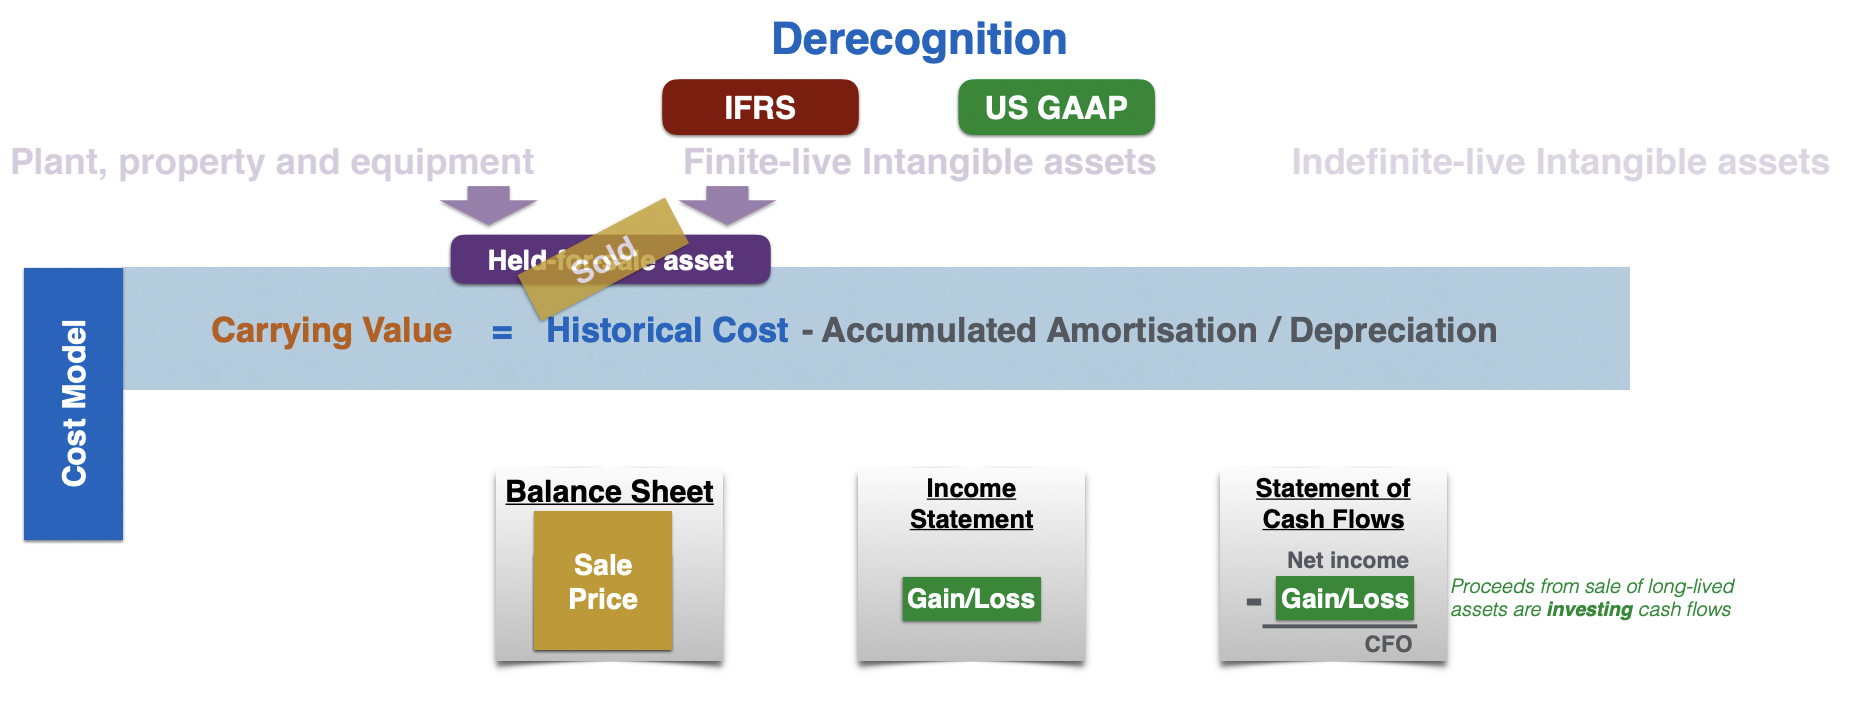 Derecognition
IFRS
US GAAP
Plant, property and equipment
Finite-live Intangible assets
Indefinite-live Intangible assets
Held-for-sale asset
Sold
Cost Model
Carrying Value = Historical Cost - Accumulated Amortisation / Depreciation
Balance Sheet
Sale
Price
Income
Statement
Gain/Loss
Statement of
Cash Flows
Net income
- Gain/Loss
CFO
Proceeds from sale of long-lived
assets are investing cash flows